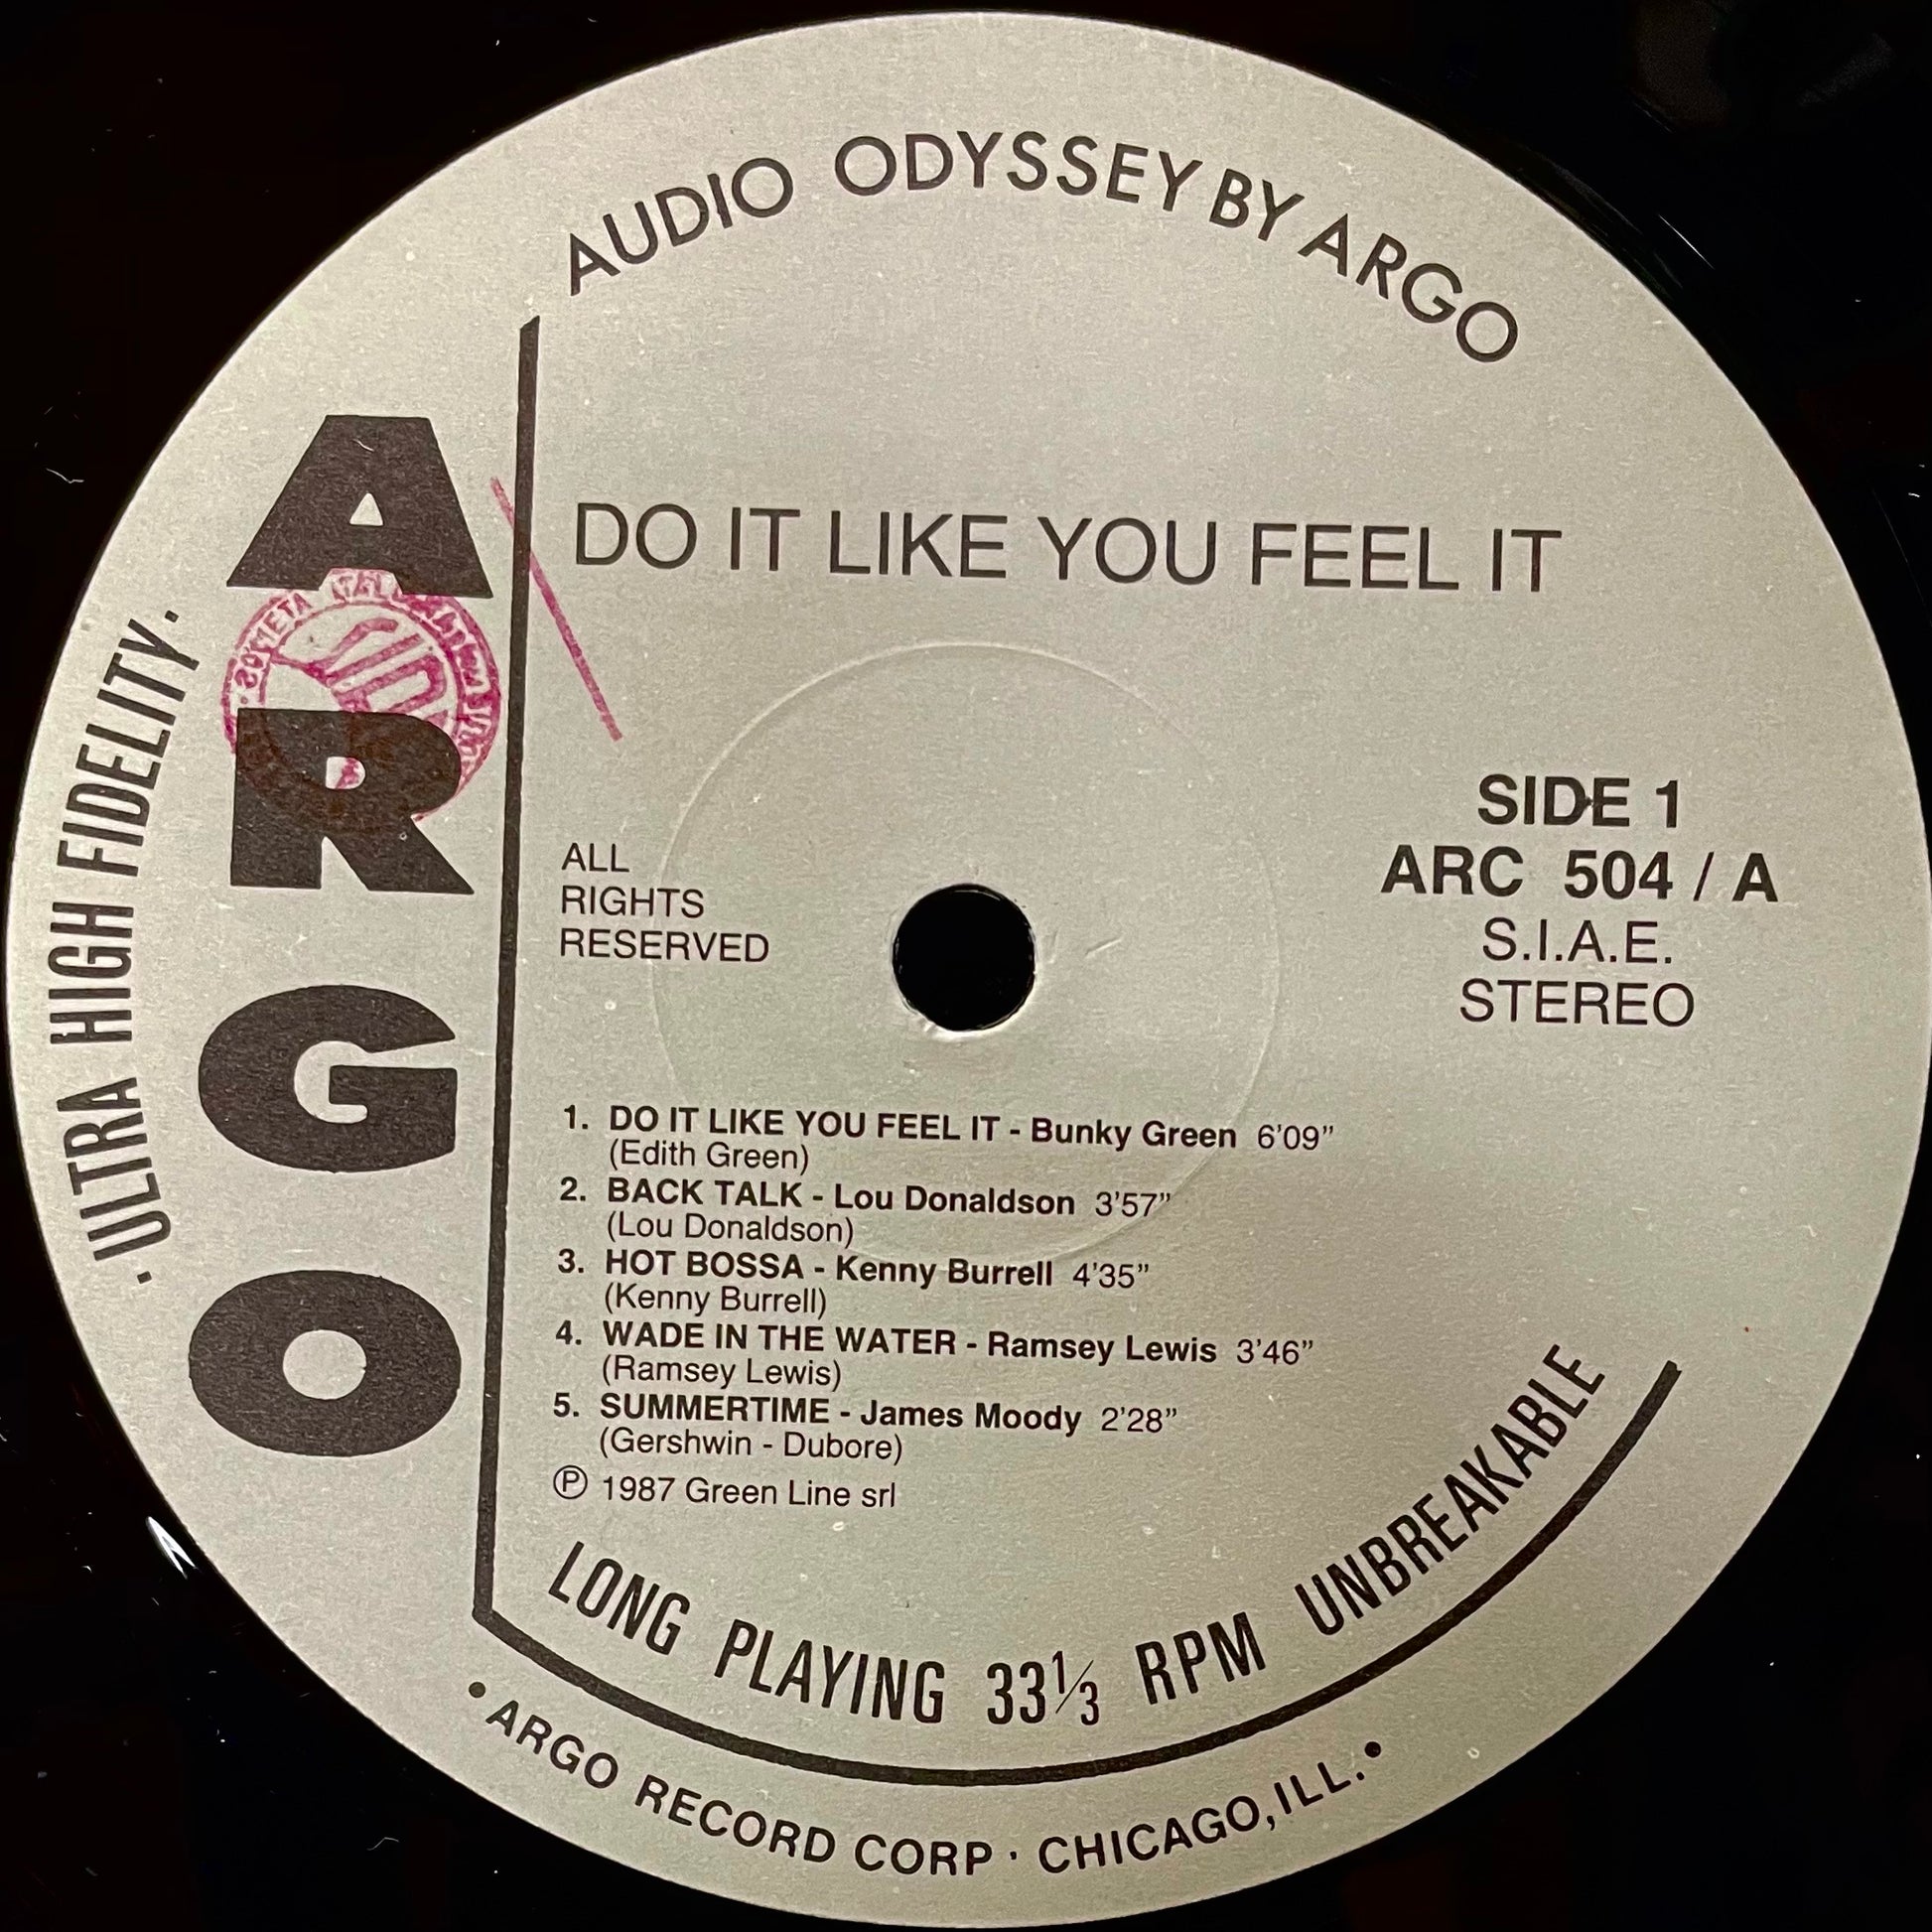 AUDIO ODYSSEY BY ARGO
DO IT LIKE YOU FEEL IT
ARGO
· ULTRA HIGH FIDELITY ·
ALL
RIGHTS
RESERVED
SIDE 1
ARC 504 / A
S.I.A.E.
STEREO
1. DO IT LIKE YOU FEEL IT - Bunky Green 6'09"
(Edith Green)
2. BACK TALK - Lou Donaldson 3'57"
(Lou Donaldson)
3. HOT BOSSA - Kenny Burrell 4'35"
(Kenny Burrell)
4. WADE IN THE WATER - Ramsey Lewis 3'46"
(Ramsey Lewis)
5. SUMMERTIME - James Moody 2'28"
(Gershwin - Dubore)
℗ 1987 Green Line srl
LONG PLAYING 33⅓ RPM UNBREAKABLE
• ARGO RECORD CORP · CHICAGO, ILL. •